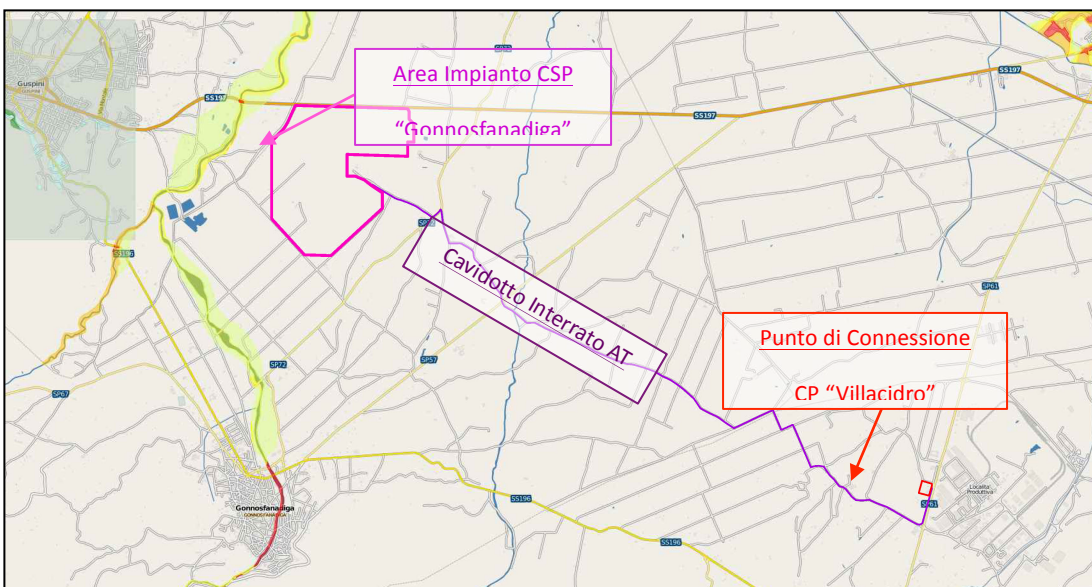 Guspini
SS197
SS197
SS197
Area Impianto CSP
“Gonnosfanadiga”
SS196
Cavidotto Interrato AT
SP61
Punto di Connessione
CP “Villacidro”
SP72
SP57
SP67
SS196
SS196
Gonnosfanadiga
GONNOSFANADIGA
Località
Produttiva
SP61